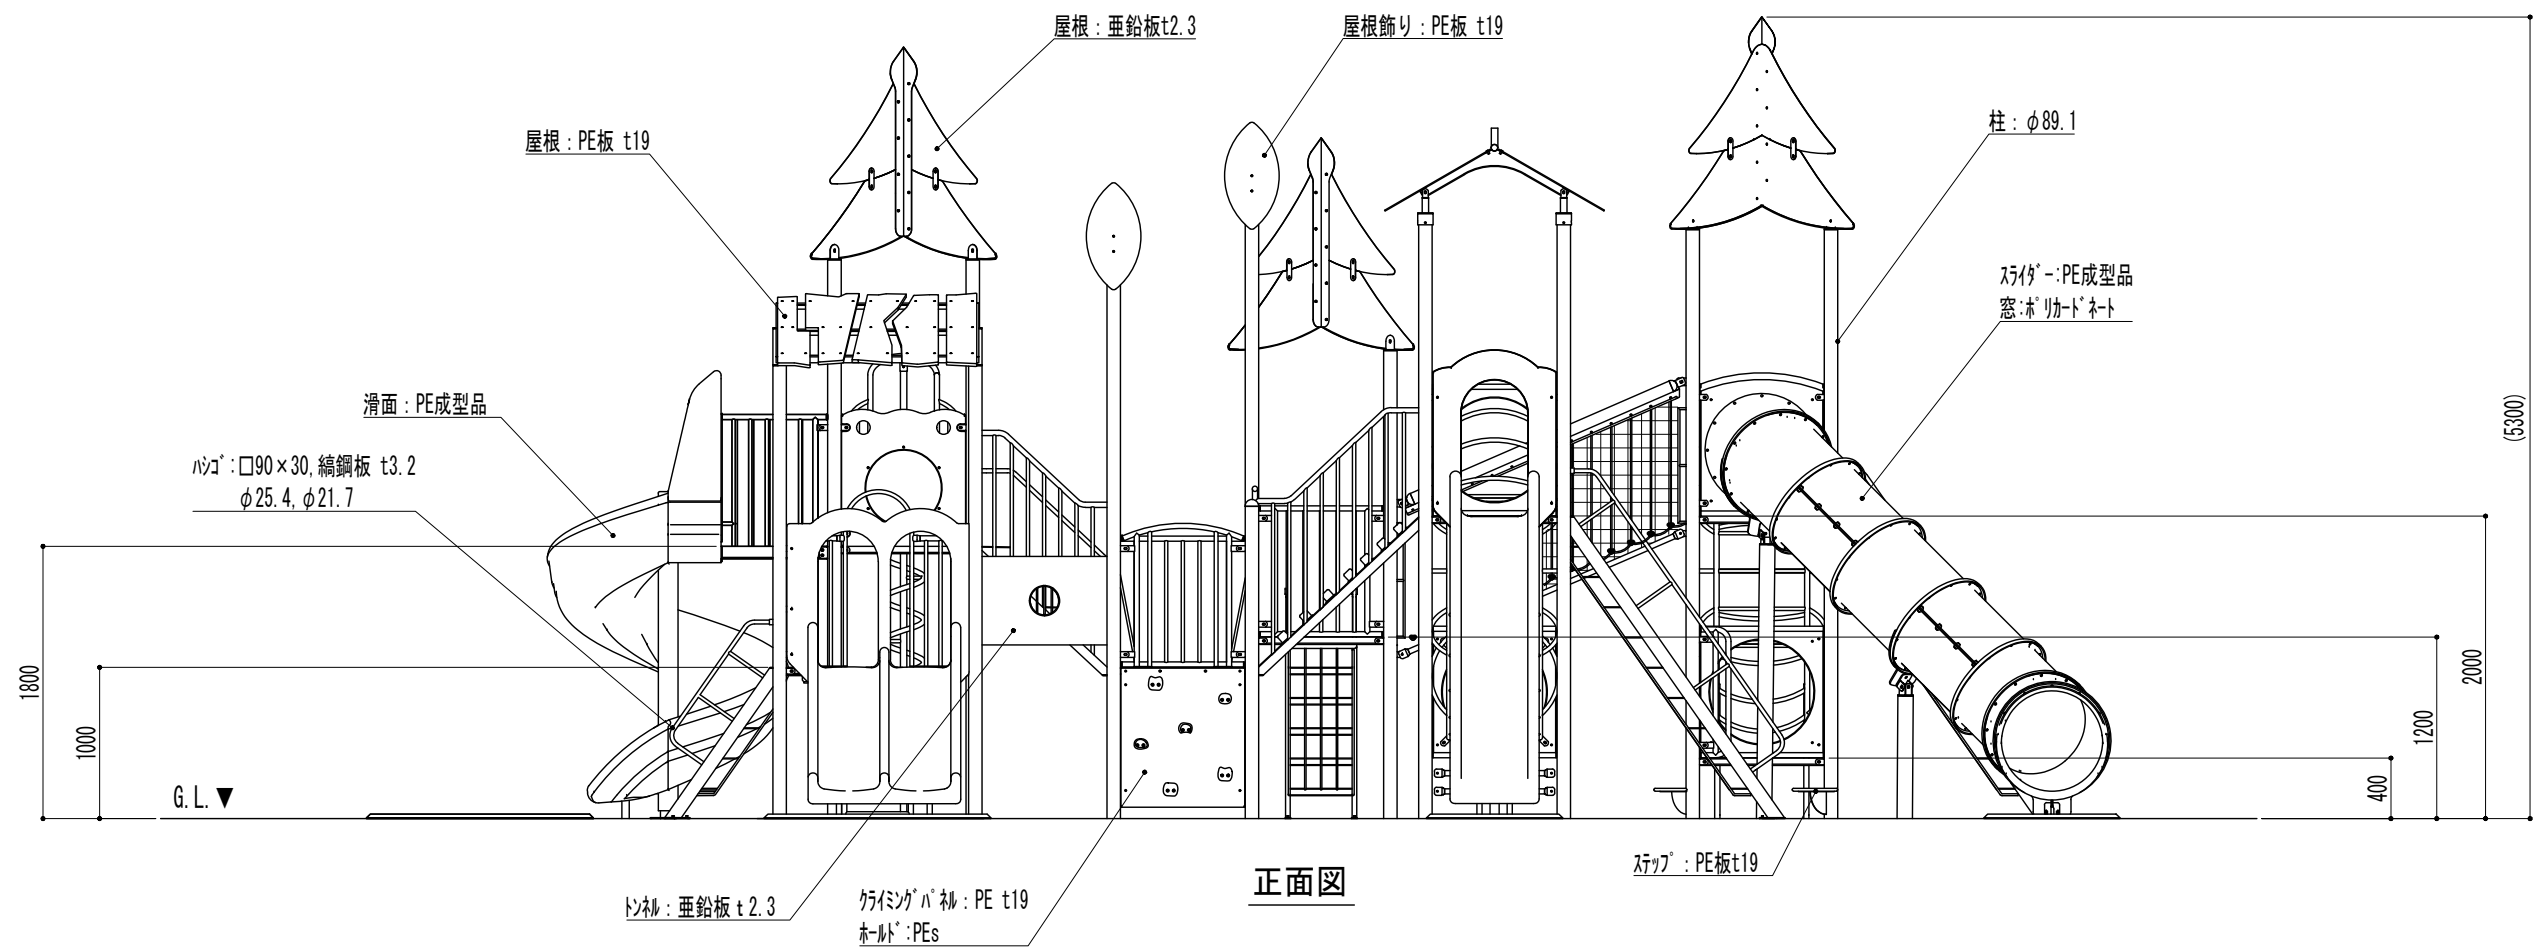 屋根：亜鉛板t2.3
屋根飾り：PE板 t19
屋根：PE板 t19
柱：φ89.1
ｽﾗｲﾀﾞｰ:PE成型品
窓:ﾎﾟﾘｶｰﾄﾞﾈｰﾄ
滑面：PE成型品
ﾊｼｺﾞ：□90×30,縞鋼板 t3.2
φ25.4,φ21.7
(5300)
1800
1000
2000
1200
400
G.L.▼
ｽﾃｯﾌﾟ：PE板t19
正面図
ﾄﾝﾈﾙ：亜鉛板ｔ2.3
ｸﾗｲﾐﾝｸﾞﾊﾟﾈﾙ：PE t19
ﾎｰﾙﾄﾞ:PEs